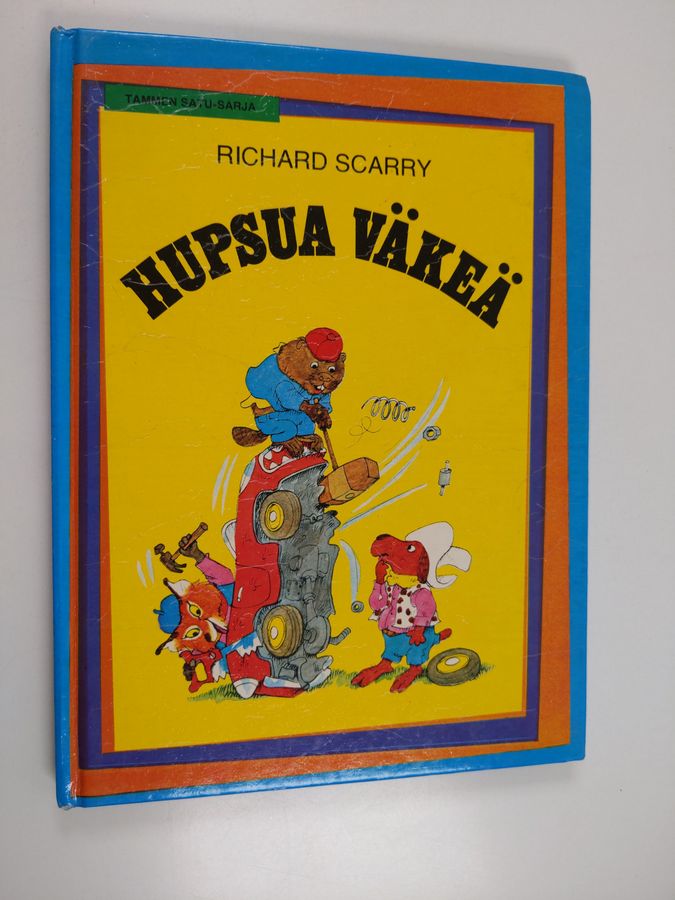 TAMMEN SATU-SARJA
RICHARD SCARRY
HUPSUA VÄKEÄ